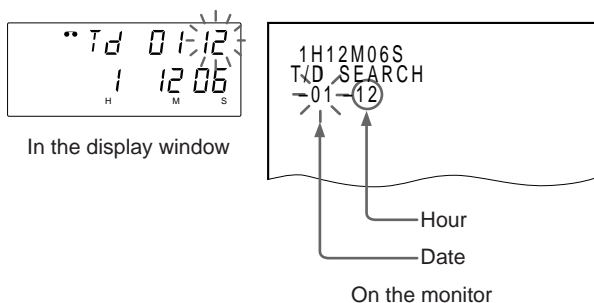 Td 01-12
1 12 06
H M S
In the display window
1H12M06S
T/D SEARCH
–01–12
Hour
Date
On the monitor